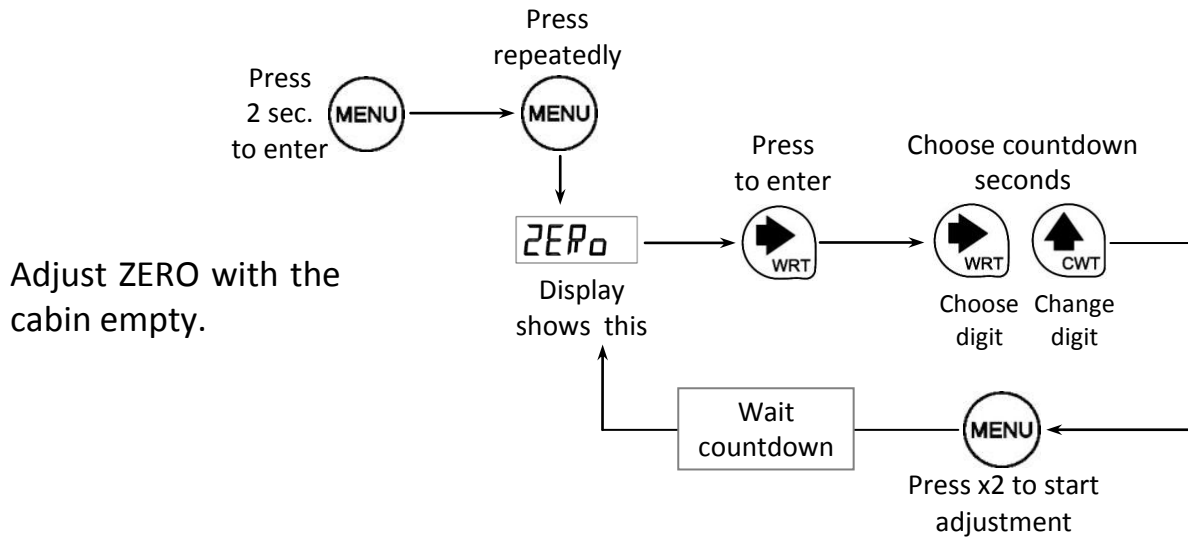 Press
repeatedly
Press
2 sec.
to enter
MENU
MENU
Press
to enter
Choose countdown
seconds
ZERo
WRT
WRT
CWT
Adjust ZERO with the
cabin empty.
Display
shows this
Choose
digit
Change
digit
Wait
countdown
MENU
Press x2 to start
adjustment